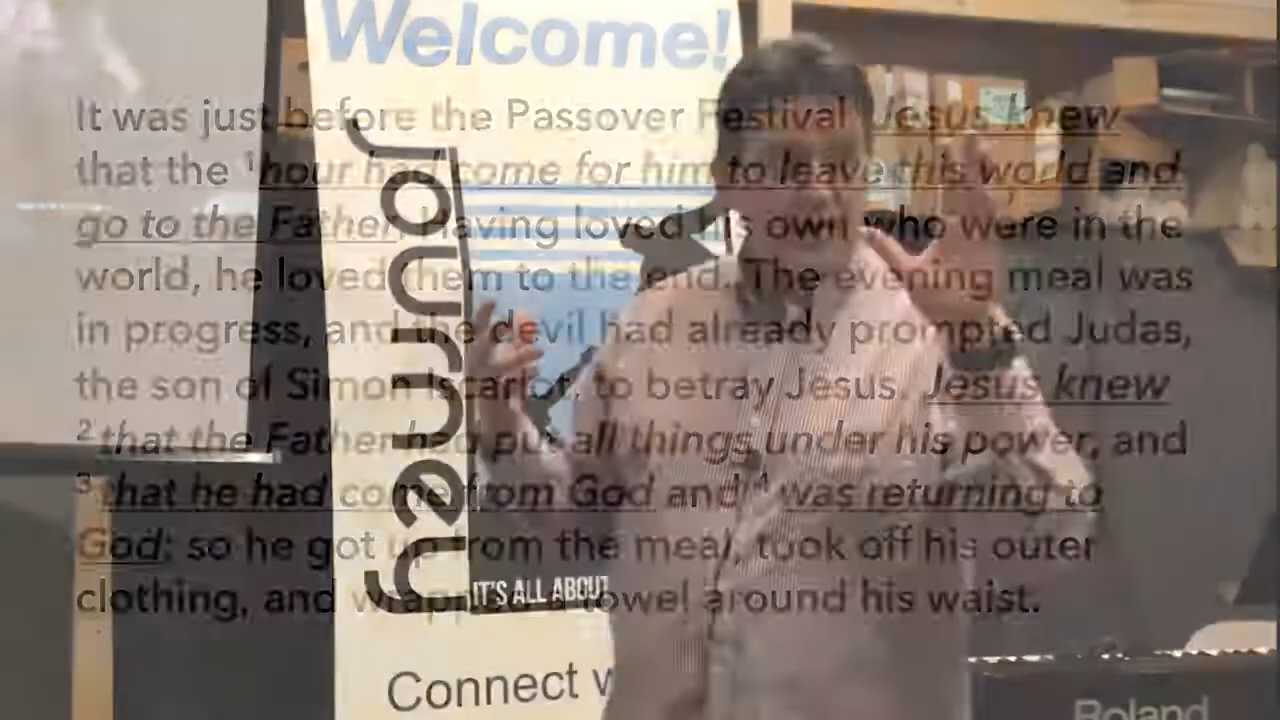 Welcome!
It was just before the Passover Festival Jesus knew
that the ¹hour had come for him to leave this world and
go to the Father. Having loved his own who were in the
world, he loved them to the end. The evening meal was
in progress, and the devil had already prompted Judas,
the son of Simon Iscariot, to betray Jesus. Jesus knew
²that the Father had put all things under his power, and
³that he had come from God and ⁴was returning to
God: so he got up from the meal, took off his outer
clothing, and wrapped a towel around his waist.
Journey
IT'S ALL ABOUT
Connect w
Roland